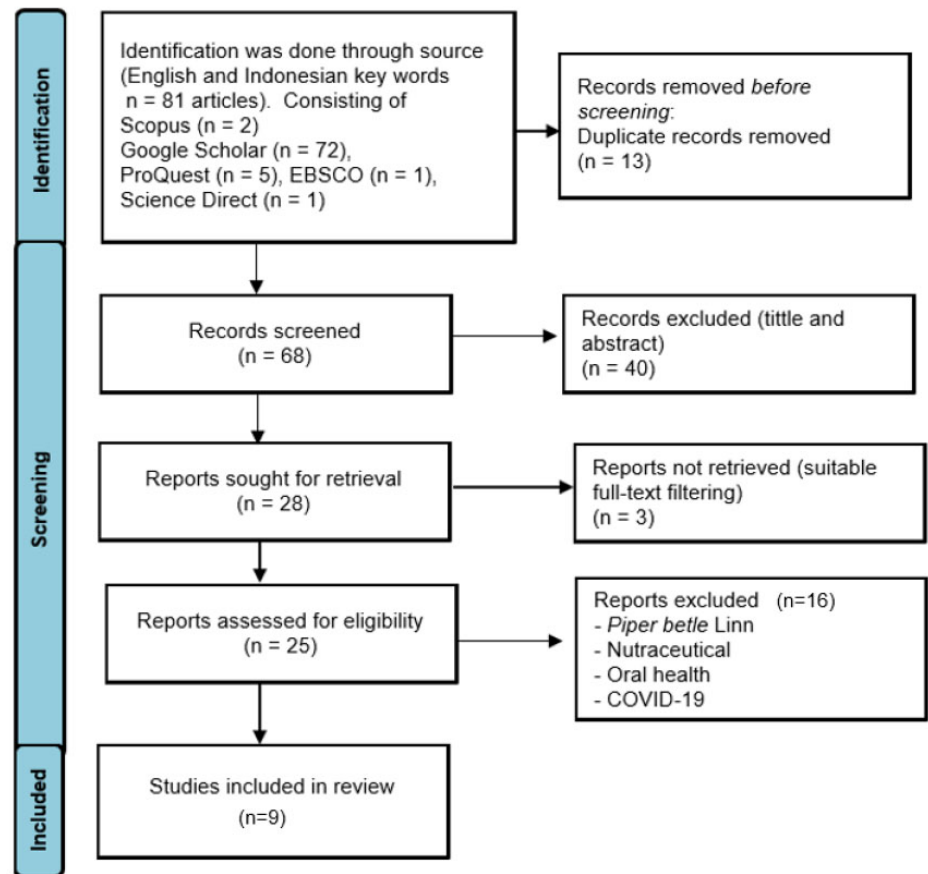 Identification
Identification was done through source
(English and Indonesian key words
n = 81 articles). Consisting of
Scopus (n = 2)
Google Scholar (n = 72),
ProQuest (n = 5), EBSCO (n = 1),
Science Direct (n = 1)
Records removed before
screening:
Duplicate records removed
(n = 13)
Screening
Records screened
(n = 68)
Records excluded (tittle and
abstract)
(n = 40)
Reports sought for retrieval
(n = 28)
Reports not retrieved (suitable
full-text filtering)
(n = 3)
Reports assessed for eligibility
(n = 25)
Reports excluded (n=16)
- Piper betle Linn
- Nutraceutical
- Oral health
- COVID-19
Included
Studies included in review
(n=9)